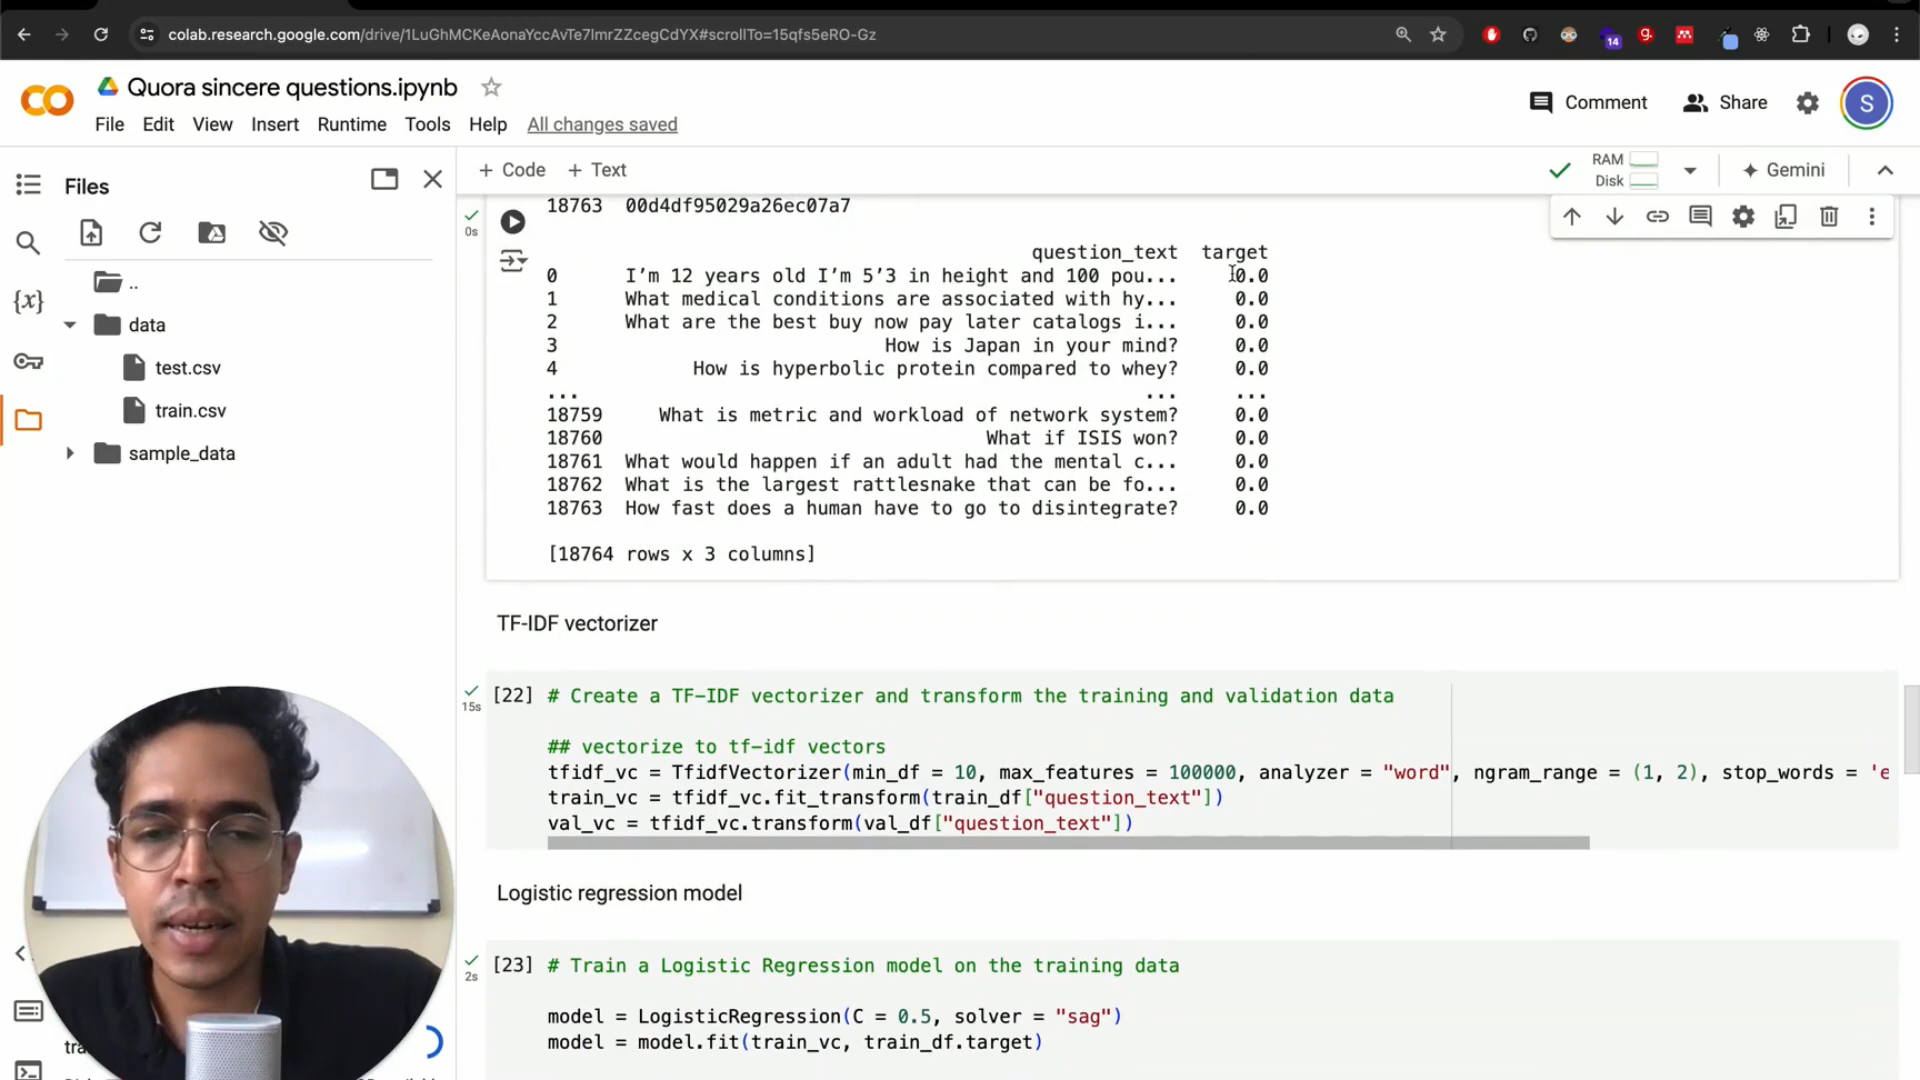 colab.research.google.com/drive/1LuGhMCKeAonaYccAvTe7lmrZZcegCdYX#scrollTo=15qfs5eRO-Gz
14
g.
Quora sincere questions.ipynb
File Edit View Insert Runtime Tools Help All changes saved
Comment Share S
Files
+ Code + Text
RAM
Disk
Gemini
..
data
test.csv
train.csv
sample_data
{x}
0s
18763 00d4df95029a26ec07a7
question_text target
0 I’m 12 years old I’m 5’3 in height and 100 pou... 0.0
1 What medical conditions are associated with hy... 0.0
2 What are the best buy now pay later catalogs i... 0.0
3 How is Japan in your mind? 0.0
4 How is hyperbolic protein compared to whey? 0.0
... ... ...
18759 What is metric and workload of network system? 0.0
18760 What if ISIS won? 0.0
18761 What would happen if an adult had the mental c... 0.0
18762 What is the largest rattlesnake that can be fo... 0.0
18763 How fast does a human have to go to disintegrate? 0.0
[18764 rows x 3 columns]
TF-IDF vectorizer
15s
[22] # Create a TF-IDF vectorizer and transform the training and validation data
## vectorize to tf-idf vectors
tfidf_vc = TfidfVectorizer(min_df = 10, max_features = 100000, analyzer = "word", ngram_range = (1, 2), stop_words = 'e
train_vc = tfidf_vc.fit_transform(train_df["question_text"])
val_vc = tfidf_vc.transform(val_df["question_text"])
Logistic regression model
2s
[23] # Train a Logistic Regression model on the training data
model = LogisticRegression(C = 0.5, solver = "sag")
model = model.fit(train_vc, train_df.target)